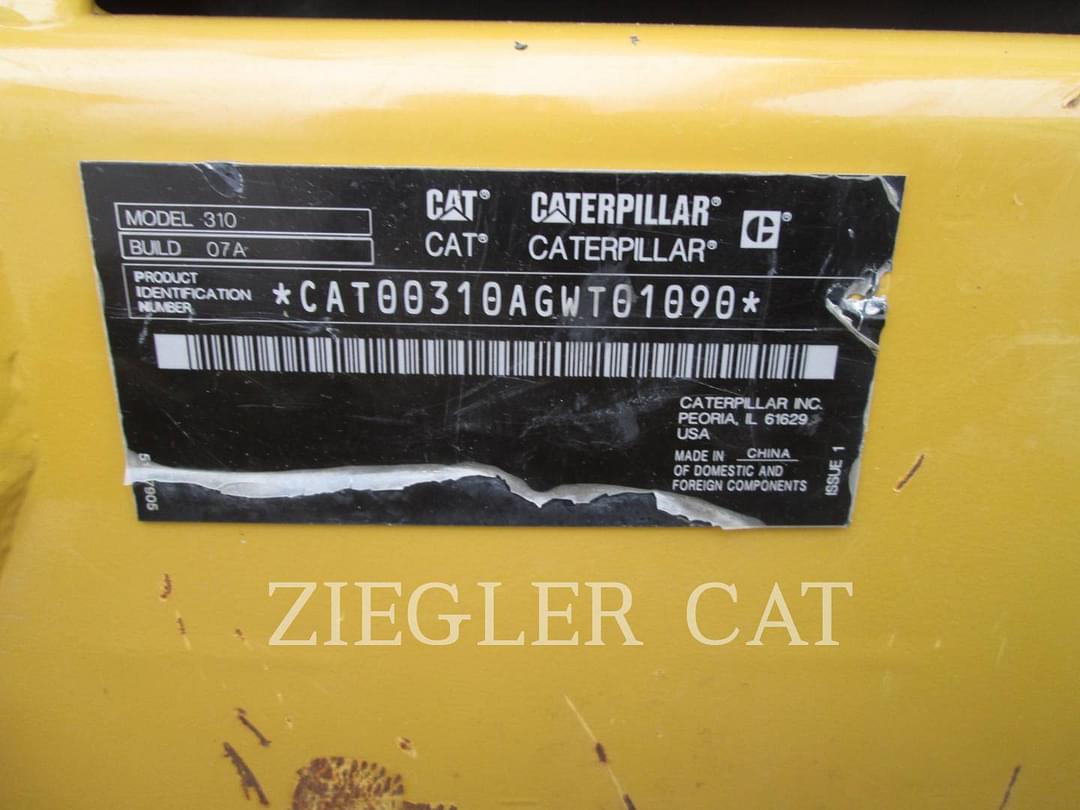 MODEL 310
BUILD 07A
CAT® CATERPILLAR® C®
CAT® CATERPILLAR®
PRODUCT
IDENTIFICATION
NUMBER
*CAT00310AGWT01090*
CATERPILLAR INC.
PEORIA, IL 61629
USA
MADE IN CHINA
OF DOMESTIC AND
FOREIGN COMPONENTS
ISSUE 1
ZIEGLER CAT